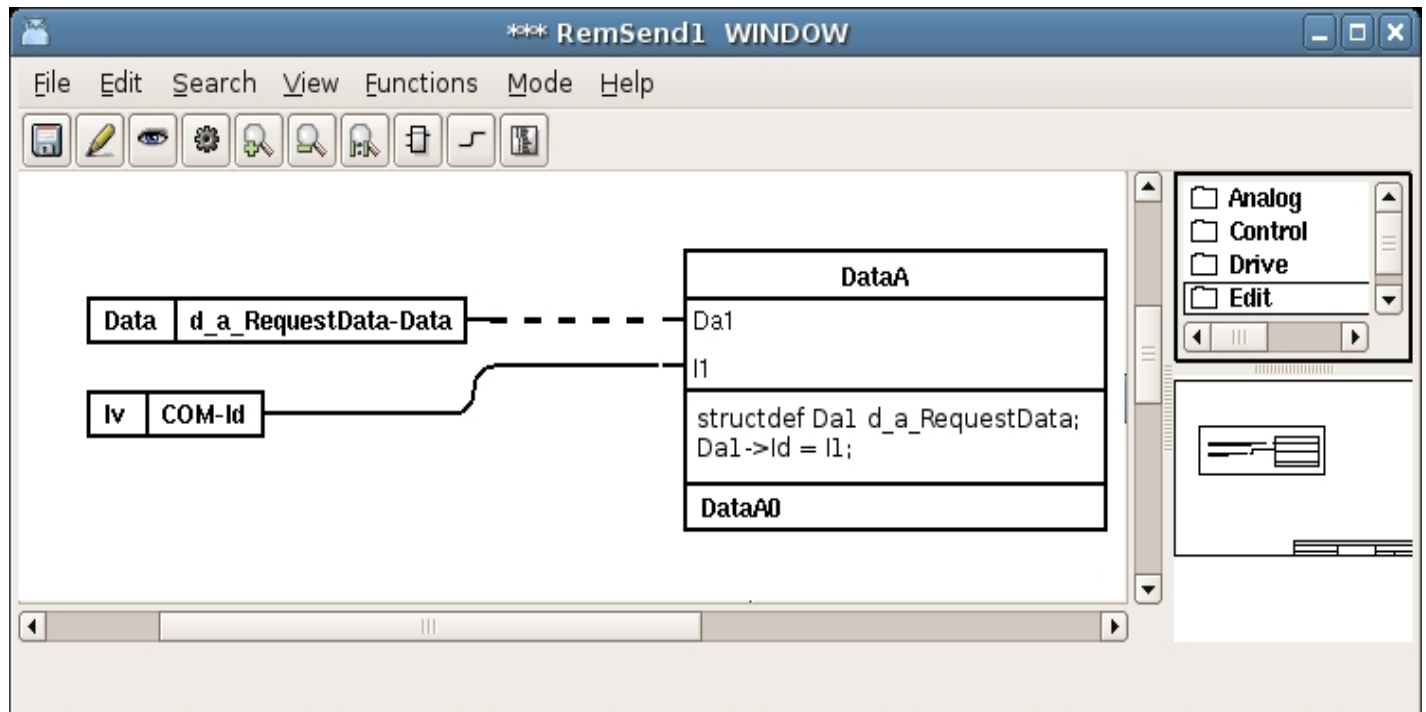 *** RemSend1 WINDOW
File Edit Search View Functions Mode Help
Analog
Control
Drive
Edit
DataA
Data d_a_RequestData-Data
Da1
I1
Iv COM-Id
structdef Da1 d_a_RequestData;
Da1->Id = I1;
DataA0